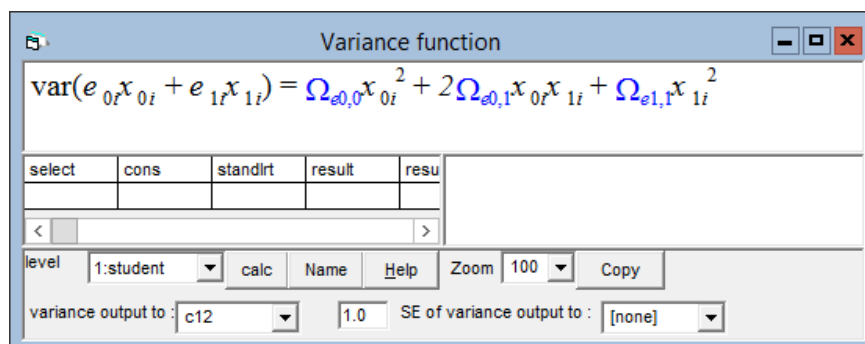 Variance function
var(e₀ᵢx₀ᵢ + e₁ᵢx₁ᵢ) = Ωₑ₀,₀x₀ᵢ² + 2Ωₑ₀,₁x₀ᵢx₁ᵢ + Ωₑ₁,₁x₁ᵢ²
select cons standlrt result resu
level 1:student calc Name Help Zoom 100 Copy
variance output to : c12 1.0 SE of variance output to : [none]